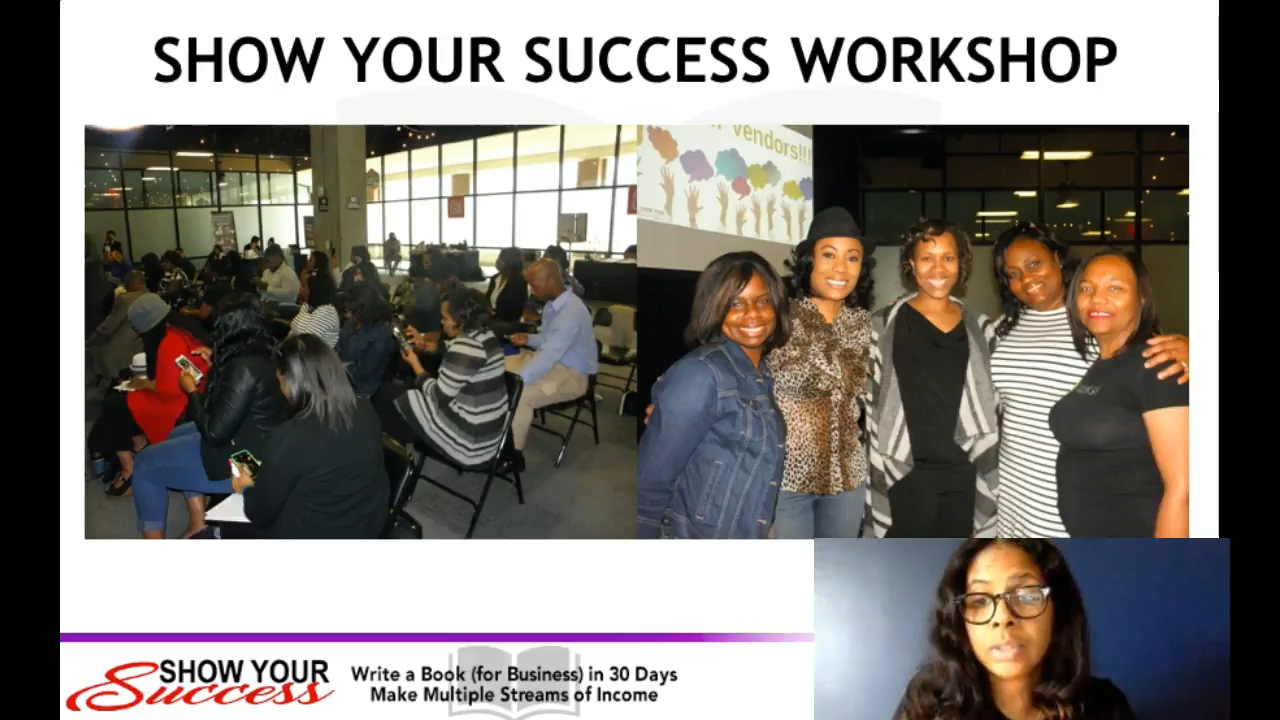 SHOW YOUR SUCCESS WORKSHOP
vendors!!!
SHOW YOUR
Success
Write a Book (for Business) in 30 Days
Make Multiple Streams of Income